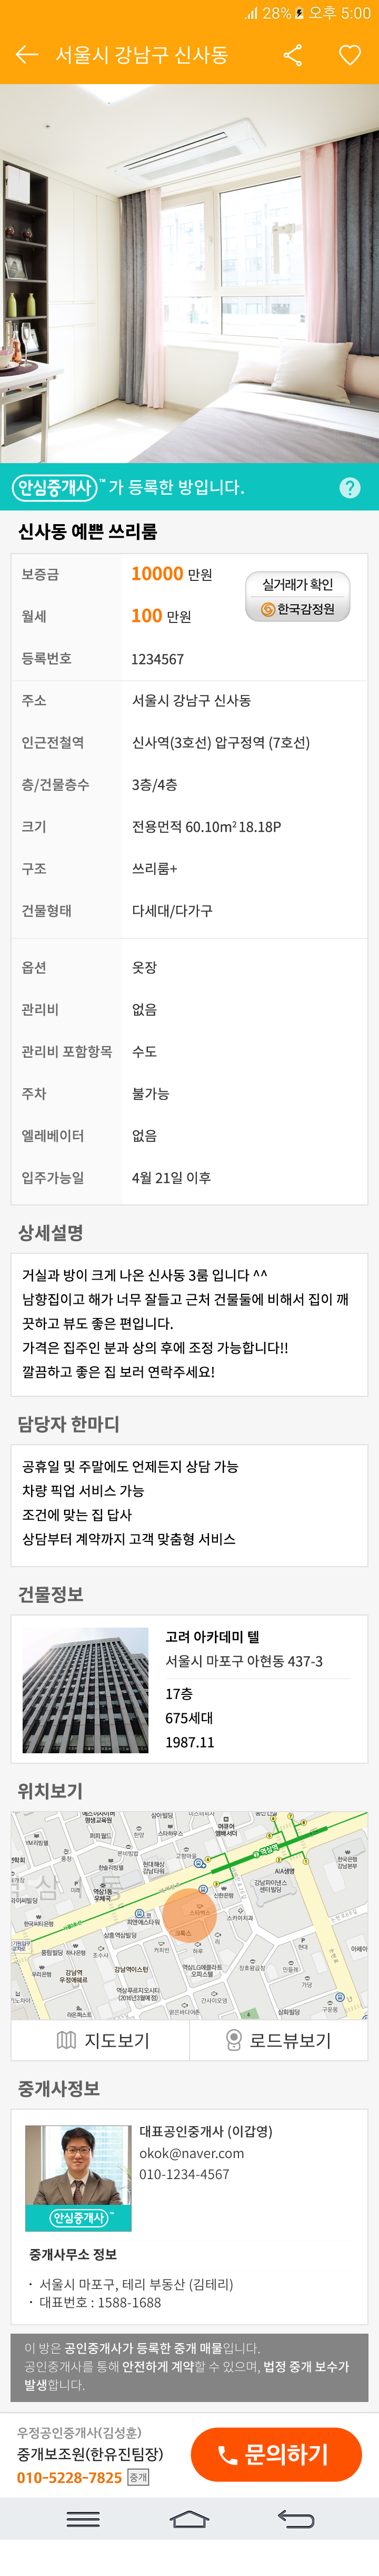 28% 오후 5:00
서울시 강남구 신사동
안심중개사™ 가 등록한 방입니다. ?
신사동 예쁜 쓰리룸
보증금 10000 만원
실거래가 확인
한국감정원
월세 100 만원
등록번호 1234567
주소 서울시 강남구 신사동
인근전철역 신사역(3호선) 압구정역 (7호선)
층/건물층수 3층/4층
크기 전용면적 60.10m² 18.18P
구조 쓰리룸+
건물형태 다세대/다가구
옵션 옷장
관리비 없음
관리비 포함항목 수도
주차 불가능
엘레베이터 없음
입주가능일 4월 21일 이후
상세설명
거실과 방이 크게 나온 신사동 3룸 입니다 ^^
남향집이고 해가 너무 잘들고 근처 건물둘에 비해서 집이 깨
끗하고 뷰도 좋은 편입니다.
가격은 집주인 분과 상의 후에 조정 가능합니다!!
깔끔하고 좋은 집 보러 연락주세요!
담당자 한마디
공휴일 및 주말에도 언제든지 상담 가능
차량 픽업 서비스 가능
조건에 맞는 집 답사
상담부터 계약까지 고객 맞춤형 서비스
건물정보
고려 아카데미 텔
서울시 마포구 아현동 437-3
17층
675세대
1987.11
위치보기
지도보기
로드뷰보기
중개사정보
대표공인중개사 (이갑영)
okok@naver.com
010-1234-4567
안심중개사™
중개사무소 정보
· 서울시 마포구, 테리 부동산 (김테리)
· 대표번호 : 1588-1688
이 방은 공인중개사가 등록한 중개 매물입니다.
공인중개사를 통해 안전하게 계약할 수 있으며, 법정 중개 보수가
발생합니다.
우정공인중개사(김성훈)
중개보조원(한유진팀장)
010-5228-7825 중개
문의하기